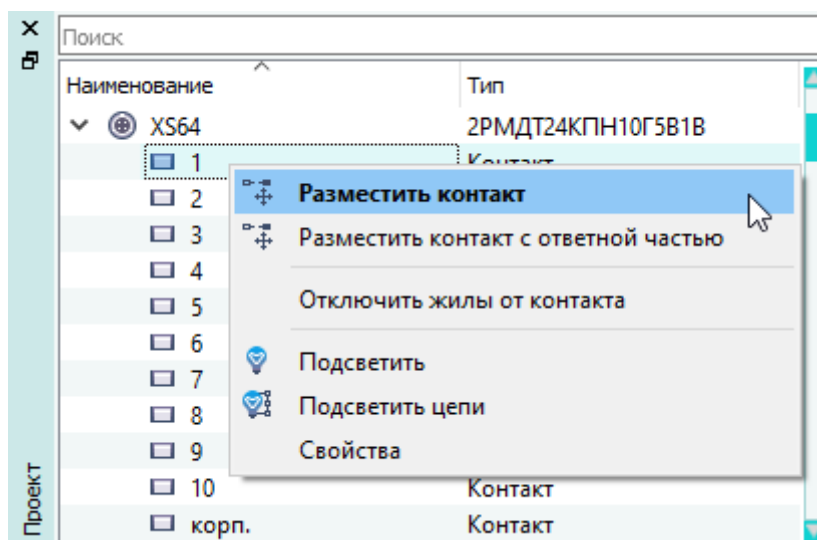 Поиск
Наименование Тип
XS64 2РМДТ24КПН10Г5В1В
1 Контакт
2
3
4
5
6
7
8
9
10 Контакт
корп. Контакт
Разместить контакт
Разместить контакт с ответной частью
Отключить жилы от контакта
Подсветить
Подсветить цепи
Свойства
Проект